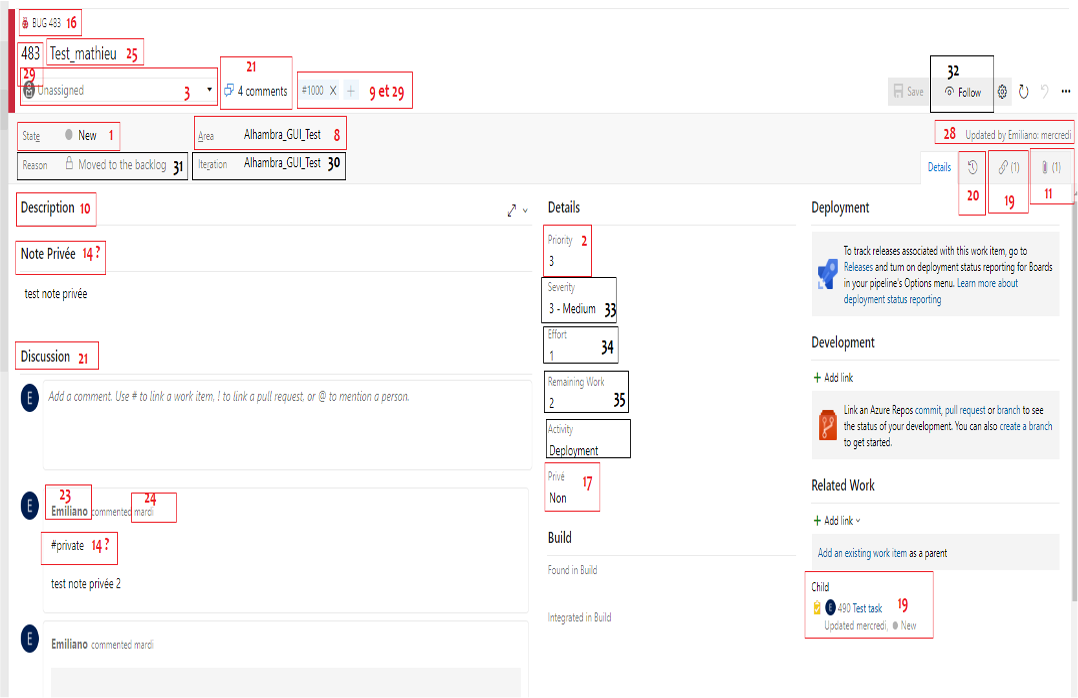 BUG 483 16
483 Test_mathieu 25
29
Unassigned 3
21
4 comments
#1000 9 et 29
Save
32
Follow
State New 1
Area Alhambra_GUI_Test 8
28 Updated by Emiliano: mercredi
Reason Moved to the backlog 31
Iteration Alhambra_GUI_Test 30
Details
20
(1)
19
(1)
11
Description 10
Note Privée 14 ?
test note privée
Discussion 21
E
Add a comment. Use # to link a work item, ! to link a pull request, or @ to mention a person.
23
24
E
Emiliano commented mardi
#private 14 ?
test note privée 2
E
Emiliano commented mardi
Details
Priority 2
3
Severity
3 - Medium 33
Effort
1 34
Remaining Work
2 35
Activity
Deployment
Privé 17
Non
Build
Found in Build
Integrated in Build
Deployment
To track releases associated with this work item, go to
Releases and turn on deployment status reporting for Boards
in your pipeline's Options menu. Learn more about
deployment status reporting
Development
+ Add link
Link an Azure Repos commit, pull request or branch to see
the status of your development. You can also create a branch
to get started.
Related Work
+ Add link
Add an existing work item as a parent
Child
E 490 Test task 19
Updated mercredi, New